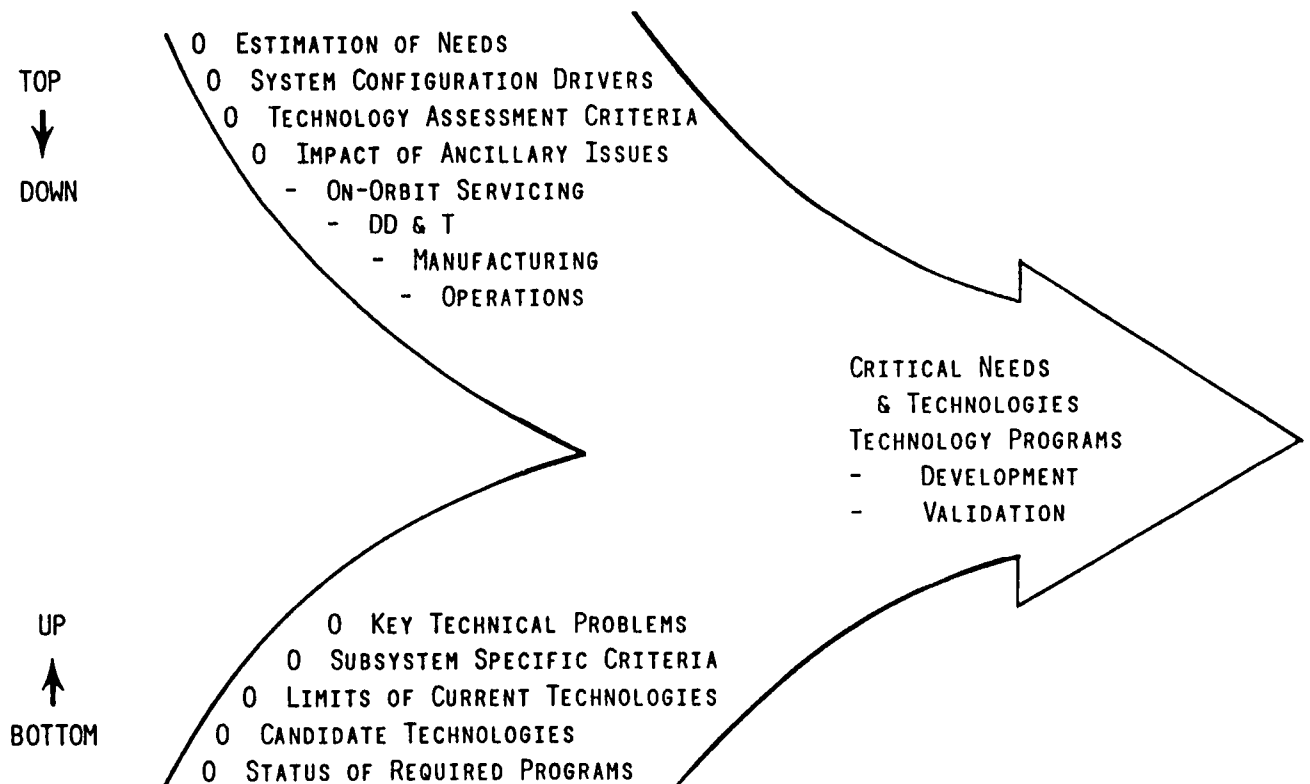 TOP
DOWN
O ESTIMATION OF NEEDS
O SYSTEM CONFIGURATION DRIVERS
O TECHNOLOGY ASSESSMENT CRITERIA
O IMPACT OF ANCILLARY ISSUES
- ON-ORBIT SERVICING
- DD & T
- MANUFACTURING
- OPERATIONS
CRITICAL NEEDS
& TECHNOLOGIES
TECHNOLOGY PROGRAMS
- DEVELOPMENT
- VALIDATION
UP
BOTTOM
O KEY TECHNICAL PROBLEMS
O SUBSYSTEM SPECIFIC CRITERIA
O LIMITS OF CURRENT TECHNOLOGIES
O CANDIDATE TECHNOLOGIES
O STATUS OF REQUIRED PROGRAMS